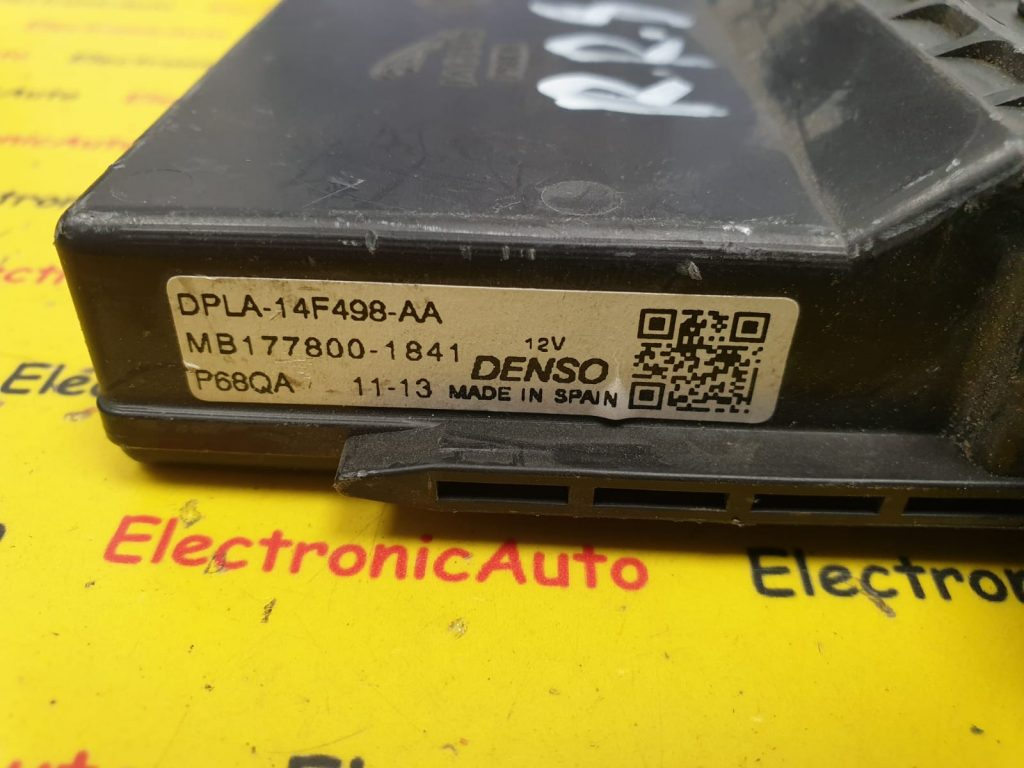 R.R.S
DPLA-14F498-AA
MB177800-1841
P68QA 11-13
12V
DENSO
MADE IN SPAIN
ElectronicAuto
Electron